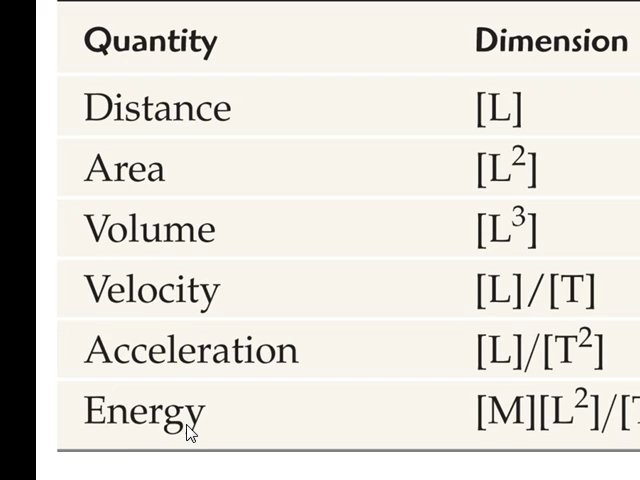 Quantity Dimension
Distance [L]
Area [L²]
Volume [L³]
Velocity [L]/[T]
Acceleration [L]/[T²]
Energy [M][L²]/[T